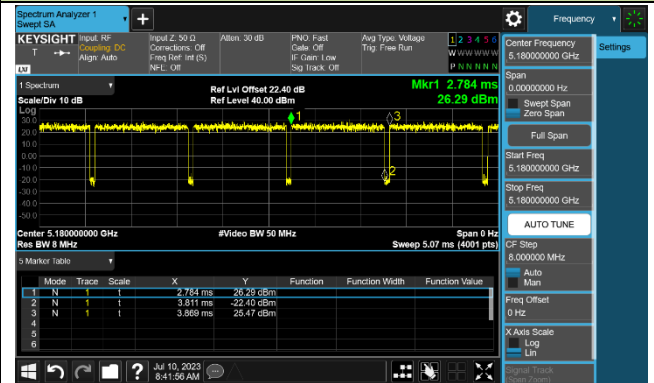 Spectrum Analyzer 1
Swept SA
Frequency
KEYSIGHT
Input: RF
Coupling: DC
Align: Auto
Input Z: 50 Ω
Corrections: Off
Freq Ref: Int (S)
NFE: Off
Atten: 30 dB
PNO: Fast
Gate: Off
IF Gain: Low
Sig Track: Off
Avg Type: Voltage
Trig: Free Run
1 2 3 4 5 6
W W W W W W
P N N N N N
LXI
1 Spectrum
Scale/Div 10 dB
Ref Lvl Offset 22.40 dB
Ref Level 40.00 dBm
Mkr1 2.784 ms
26.29 dBm
Log
30.0
20.0
10.0
0.00
-10.0
-20.0
-30.0
-40.0
-50.0
1
3
2
Center 5.180000000 GHz
Res BW 8 MHz
#Video BW 50 MHz
Span 0 Hz
Sweep 5.07 ms (4001 pts)
5 Marker Table
Mode Trace Scale X Y Function Function Width Function Value
1 N 1 t 2.784 ms 26.29 dBm
2 N 1 t 3.811 ms -22.40 dBm
3 N 1 t 3.869 ms 25.47 dBm
4
5
6
Jul 10, 2023
8:41:56 AM
Center Frequency
5.180000000 GHz
Settings
Span
0.00000000 Hz
Swept Span
Zero Span
Full Span
Start Freq
5.180000000 GHz
Stop Freq
5.180000000 GHz
AUTO TUNE
CF Step
8.000000 MHz
Auto
Man
Freq Offset
0 Hz
X Axis Scale
Log
Lin
Signal Track
(Span Zoom)